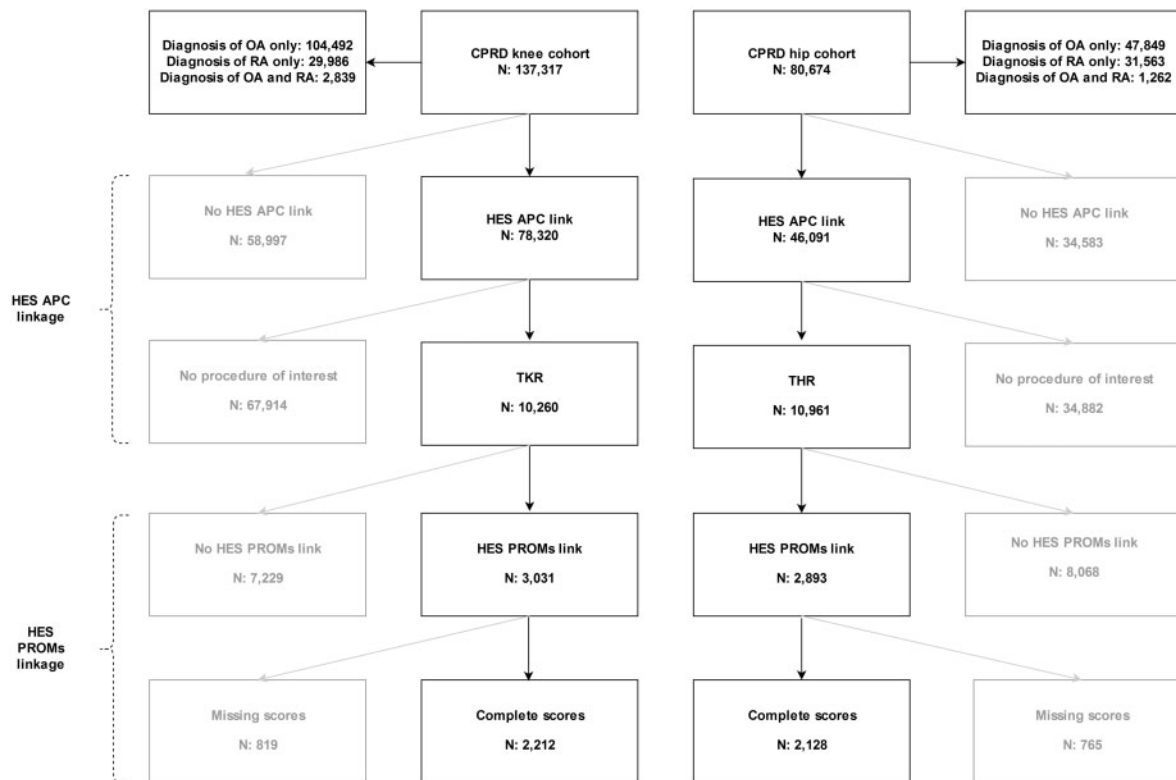 Diagnosis of OA only: 104,492
Diagnosis of RA only: 29,986
Diagnosis of OA and RA: 2,839
CPRD knee cohort
N: 137,317
CPRD hip cohort
N: 80,674
Diagnosis of OA only: 47,849
Diagnosis of RA only: 31,563
Diagnosis of OA and RA: 1,262
HES APC
linkage
No HES APC link
N: 58,997
HES APC link
N: 78,320
HES APC link
N: 46,091
No HES APC link
N: 34,583
No procedure of interest
N: 67,914
TKR
N: 10,260
THR
N: 10,961
No procedure of interest
N: 34,882
HES
PROMs
linkage
No HES PROMs link
N: 7,229
HES PROMs link
N: 3,031
HES PROMs link
N: 2,893
No HES PROMs link
N: 8,068
Missing scores
N: 819
Complete scores
N: 2,212
Complete scores
N: 2,128
Missing scores
N: 765